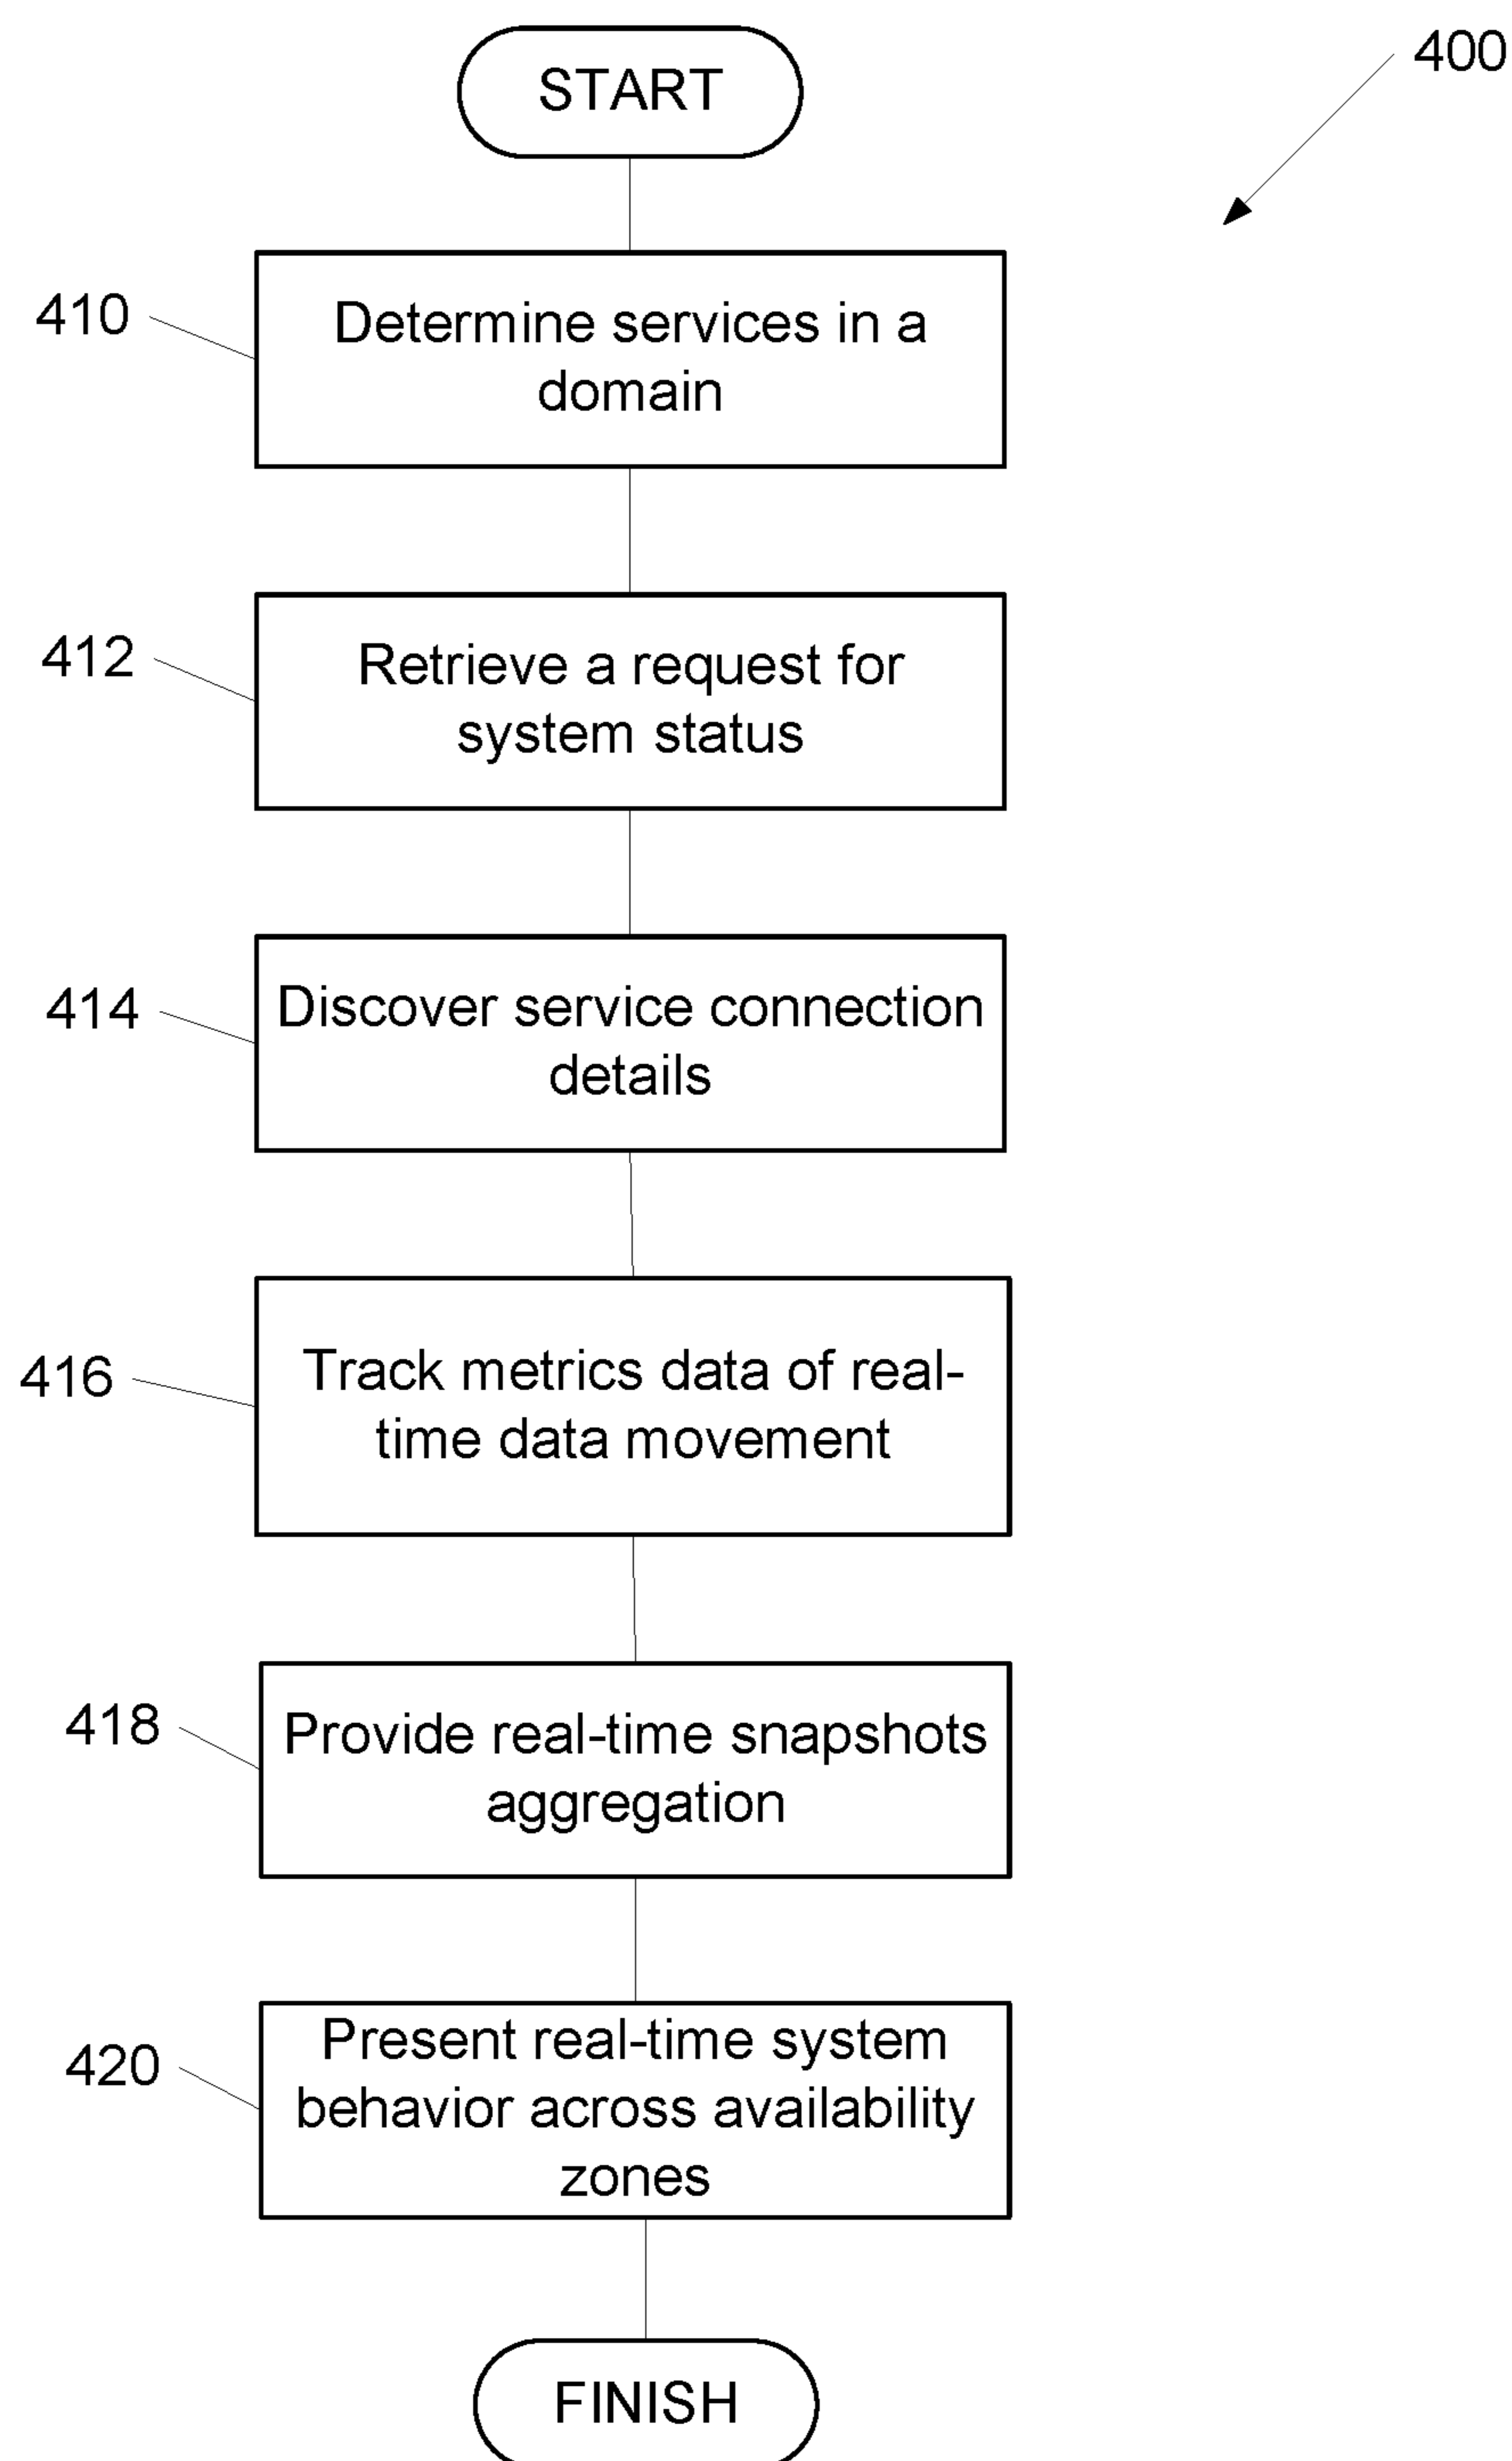 START
400
410
Determine services in a
domain
412
Retrieve a request for
system status
414
Discover service connection
details
416
Track metrics data of real-
time data movement
418
Provide real-time snapshots
aggregation
420
Present real-time system
behavior across availability
zones
FINISH